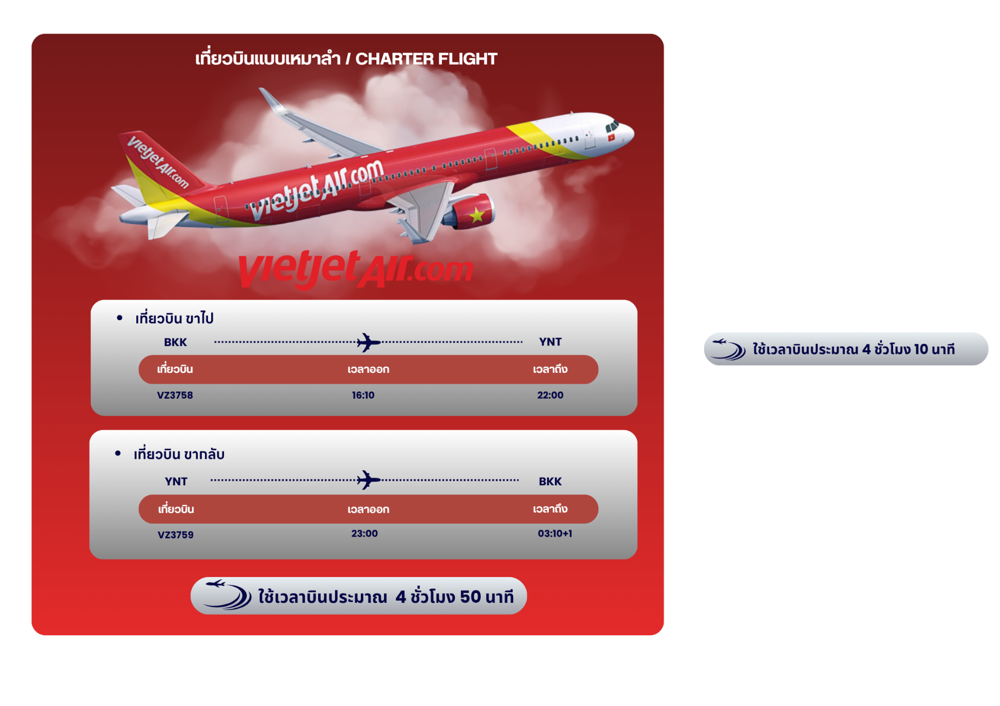 เที่ยวบินแบบเหมาลำ / CHARTER FLIGHT
vietjetAir.com
vietjetAir.com
vietjetAir.com
• เที่ยวบิน ขาไป
BKK YNT
เที่ยวบิน เวลาออก เวลาถึง
VZ3758 16:10 22:00
ใช้เวลาบินประมาณ 4 ชั่วโมง 10 นาที
• เที่ยวบิน ขากลับ
YNT BKK
เที่ยวบิน เวลาออก เวลาถึง
VZ3759 23:00 03:10+1
ใช้เวลาบินประมาณ 4 ชั่วโมง 50 นาที